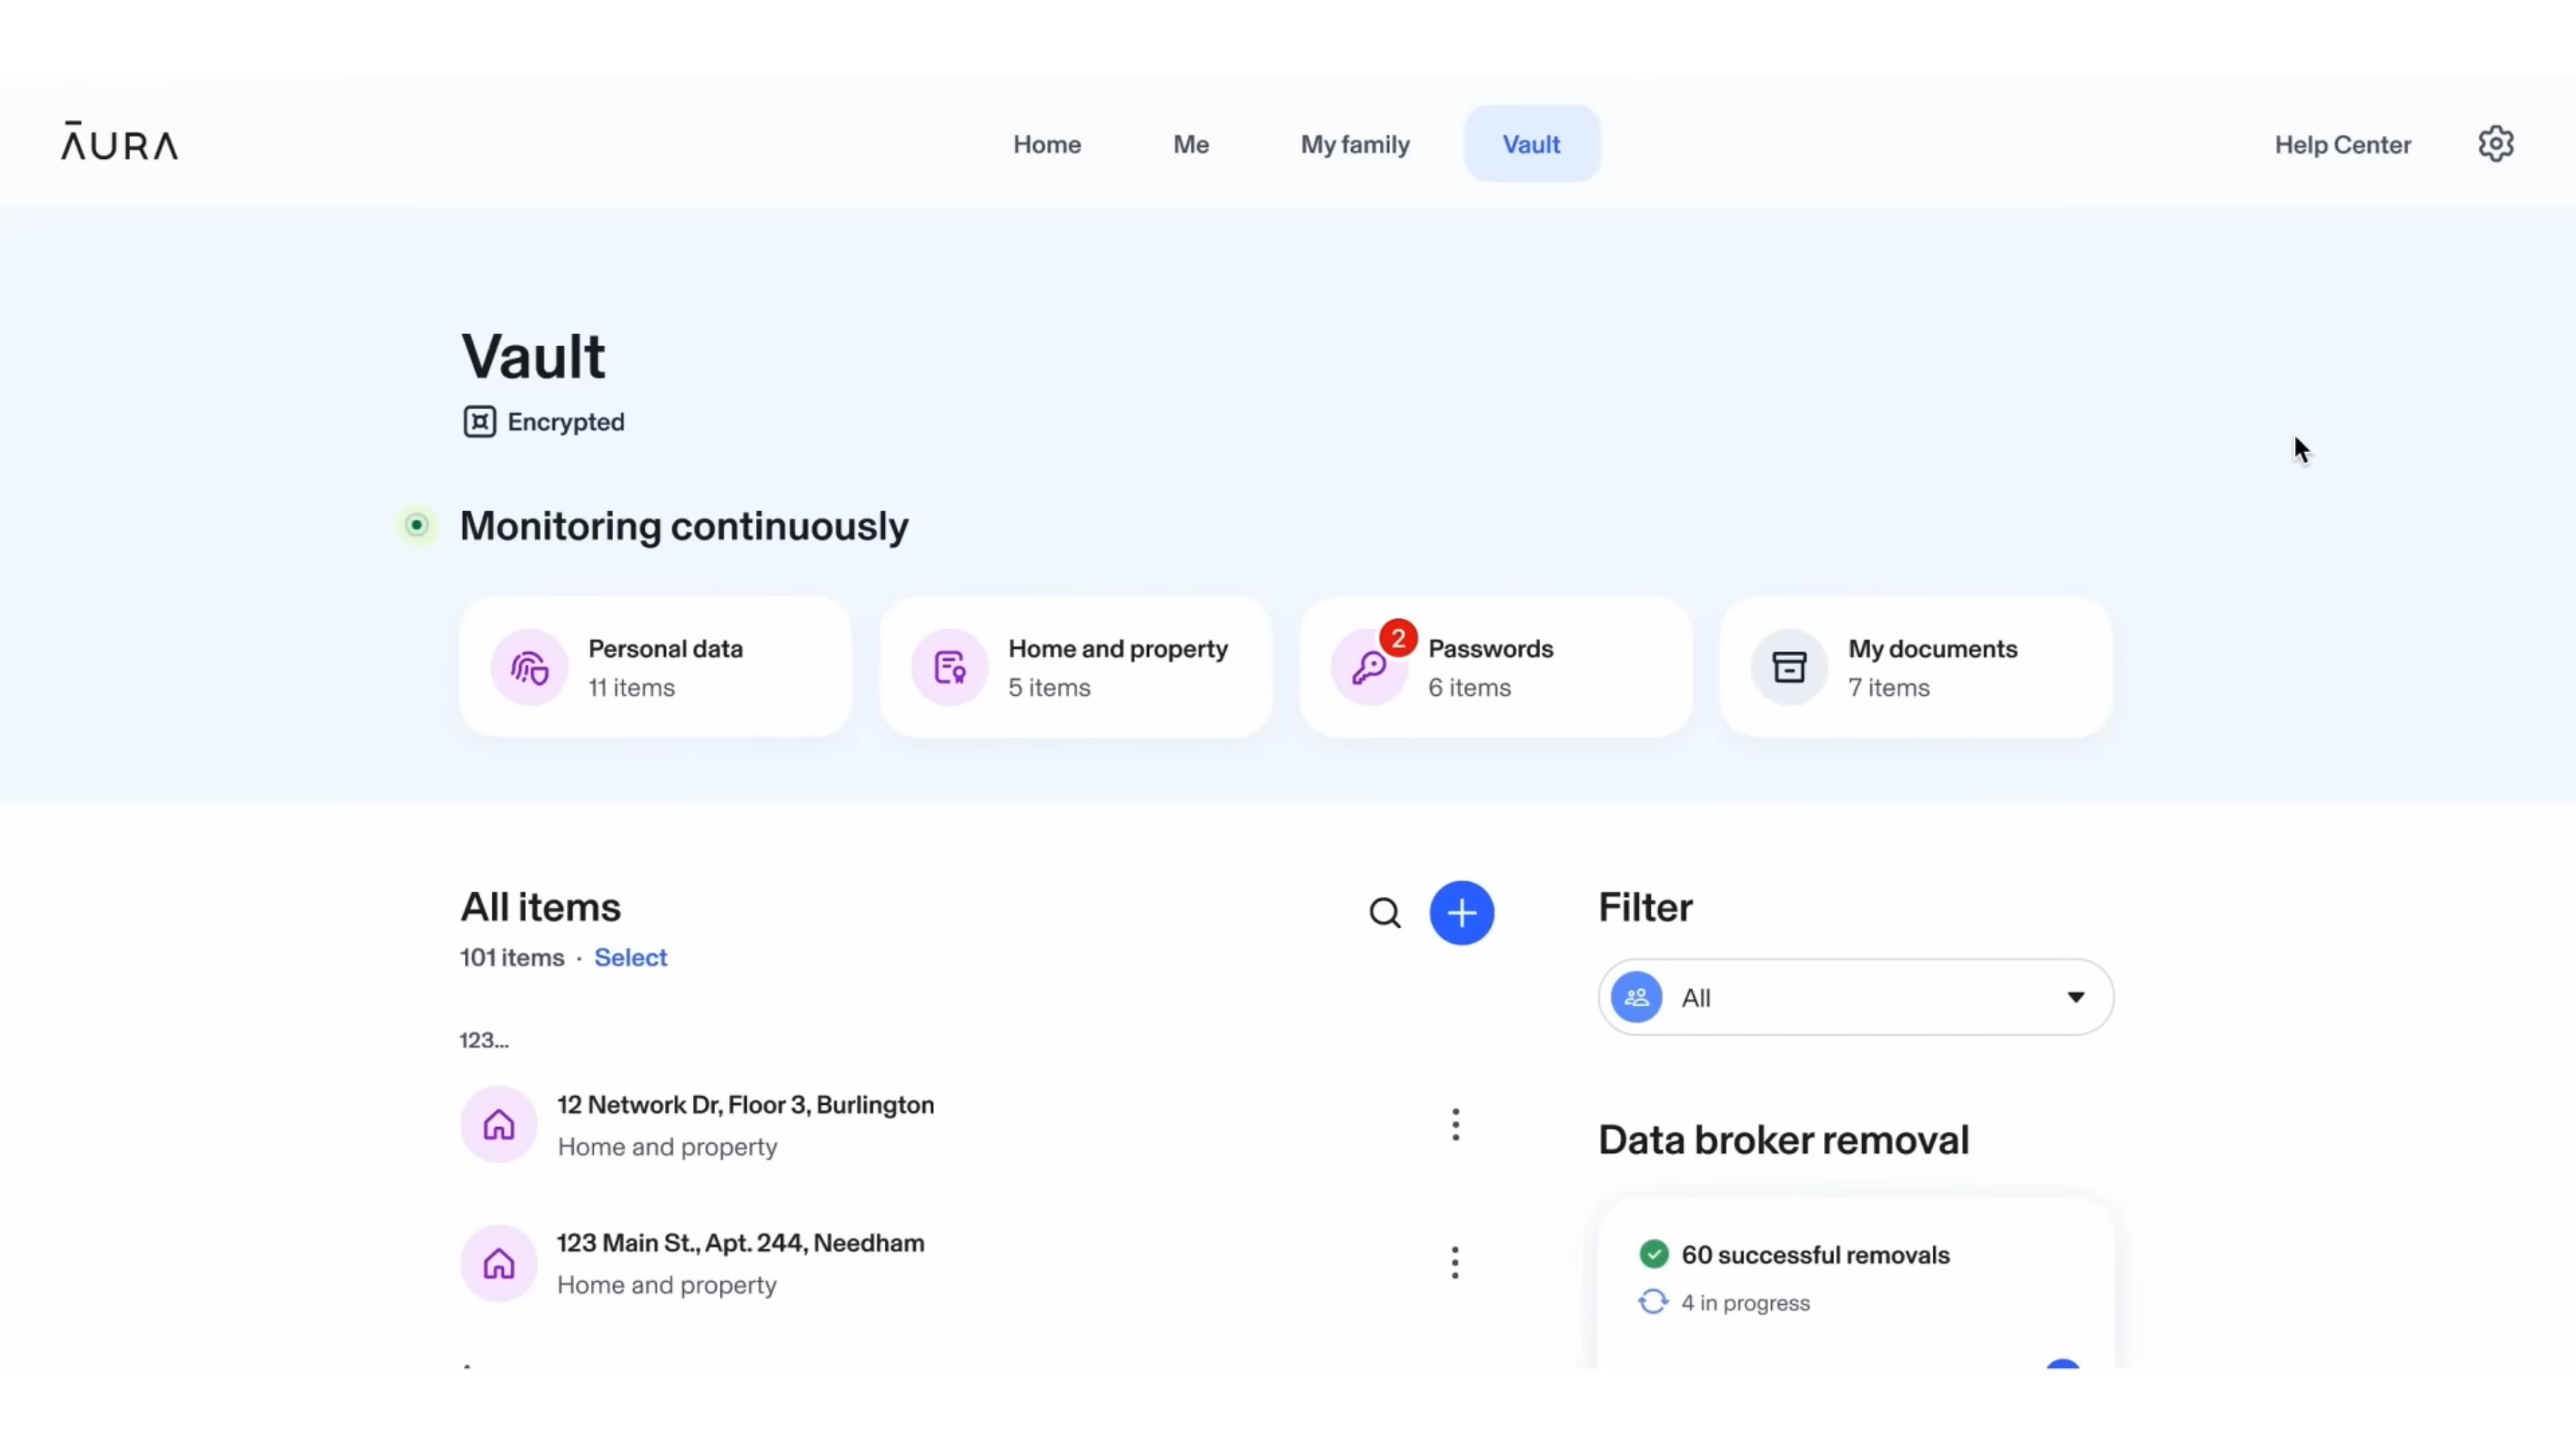 ĀURA
Home
Me
My family
Vault
Help Center
Vault
Encrypted
Monitoring continuously
Personal data
11 items
Home and property
5 items
2
Passwords
6 items
My documents
7 items
All items
101 items · Select
123...
12 Network Dr, Floor 3, Burlington
Home and property
123 Main St., Apt. 244, Needham
Home and property
Filter
All
Data broker removal
60 successful removals
4 in progress